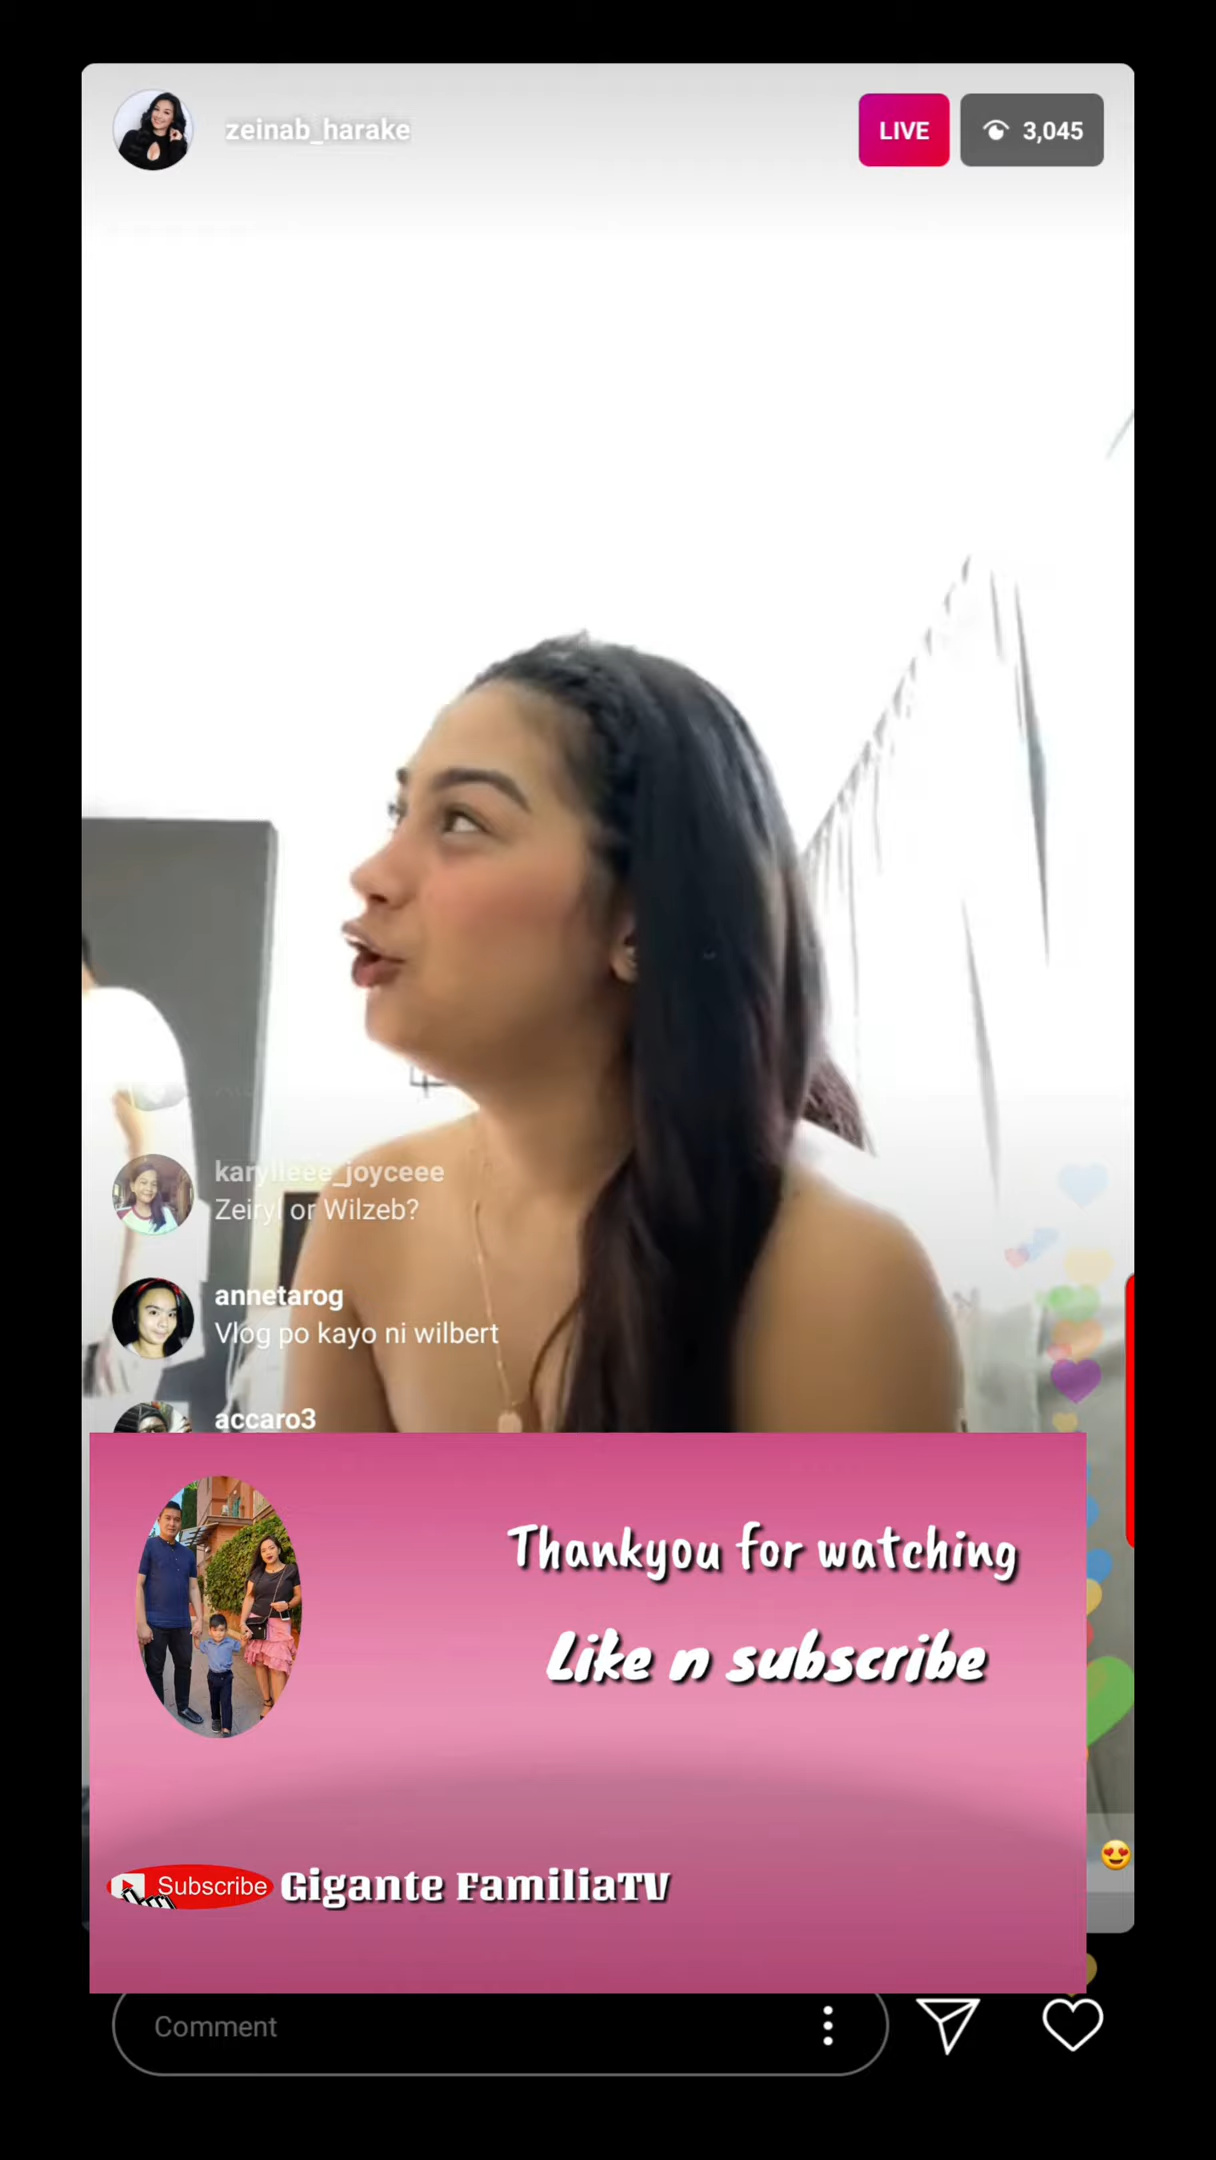 zeinab_harake
LIVE
3,045
karylleee_joyceee
Zeiryl or Wilzeb?
annetarog
Vlog po kayo ni wilbert
accaro3
Thankyou for watching
Like n subscribe
Subscribe
Gigante FamiliaTV
Comment